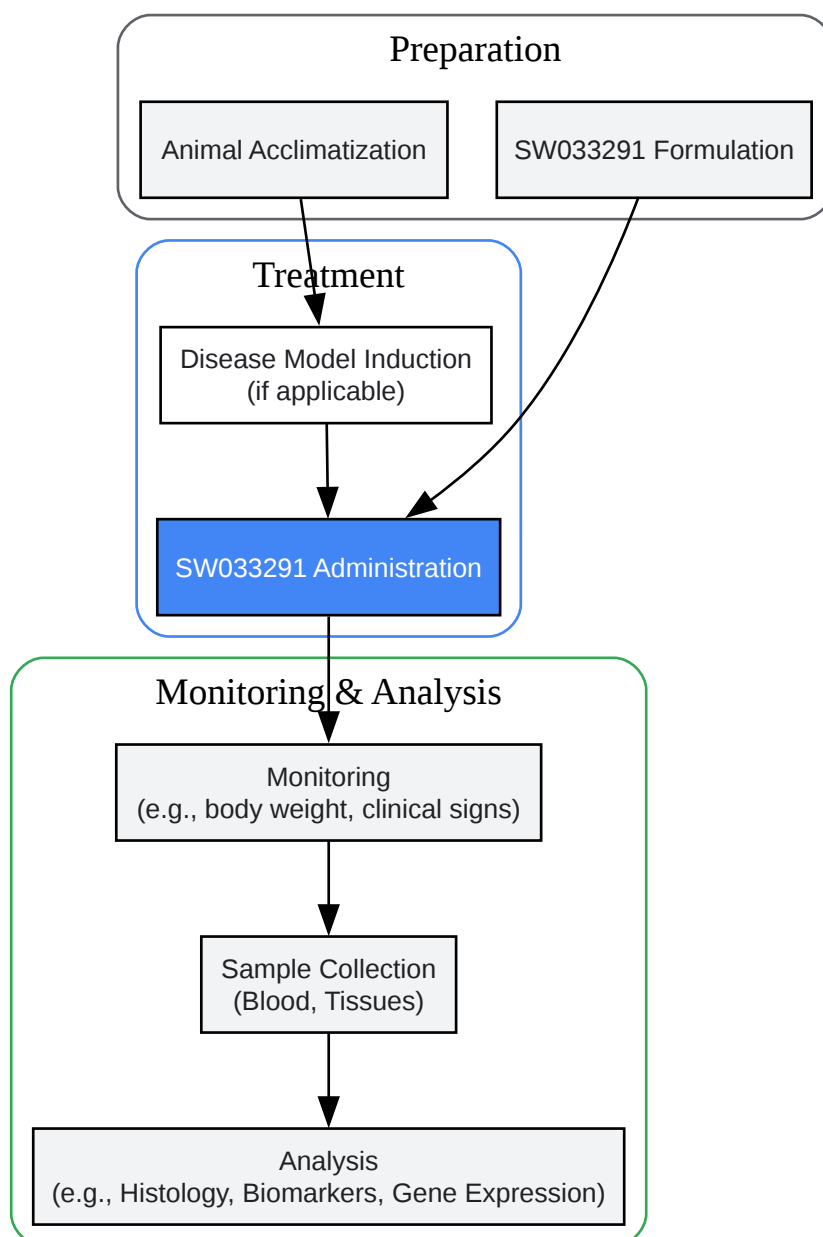 Preparation
Animal Acclimatization
SW033291 Formulation
Treatment
Disease Model Induction
(if applicable)
SW033291 Administration
Monitoring & Analysis
Monitoring
(e.g., body weight, clinical signs)
Sample Collection
(Blood, Tissues)
Analysis
(e.g., Histology, Biomarkers, Gene Expression)